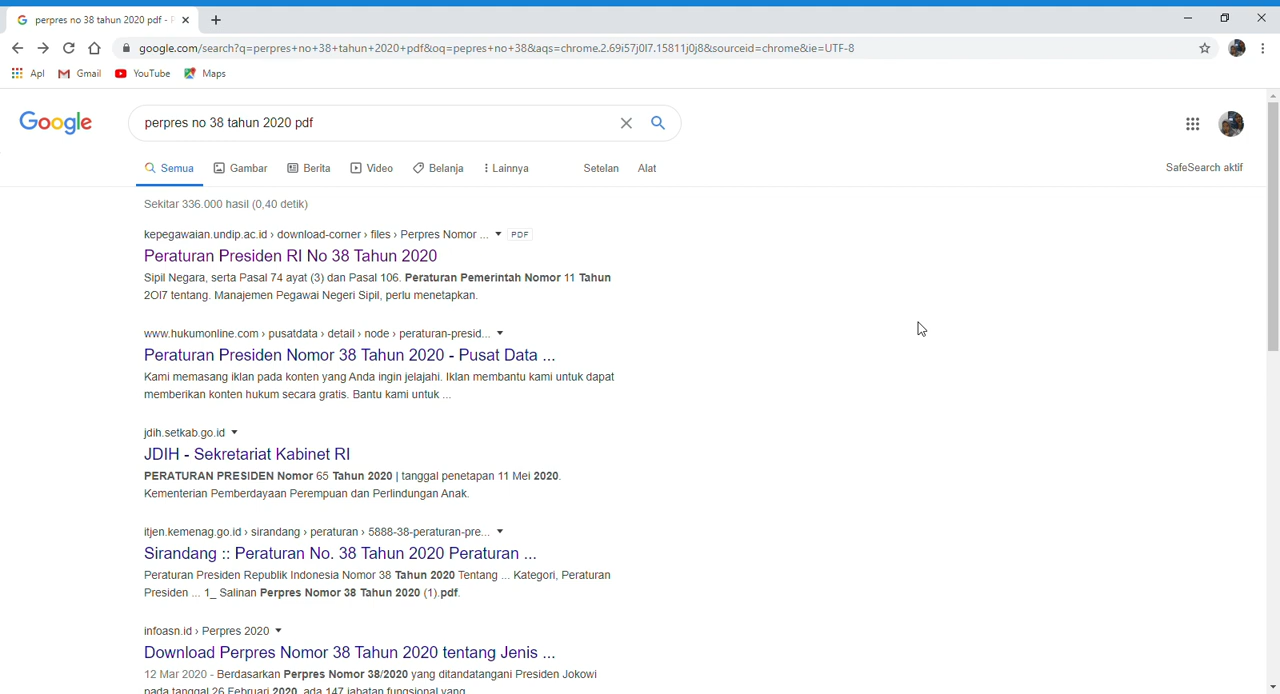 perpres no 38 tahun 2020 pdf - P
google.com/search?q=perpres+no+38+tahun+2020+pdf&oq=pepres+no+38&aqs=chrome.2.69i57j0l7.15811j0j8&sourceid=chrome&ie=UTF-8
Apl Gmail YouTube Maps
Google
perpres no 38 tahun 2020 pdf
Semua Gambar Berita Video Belanja Lainnya Setelan Alat SafeSearch aktif
Sekitar 336.000 hasil (0,40 detik)
kepegawaian.undip.ac.id › download-corner › files › Perpres Nomor ... PDF
Peraturan Presiden RI No 38 Tahun 2020
Sipil Negara, serta Pasal 74 ayat (3) dan Pasal 106. Peraturan Pemerintah Nomor 11 Tahun
2OI7 tentang. Manajemen Pegawai Negeri Sipil, perlu menetapkan.
www.hukumonline.com › pusatdata › detail › node › peraturan-presid...
Peraturan Presiden Nomor 38 Tahun 2020 - Pusat Data ...
Kami memasang iklan pada konten yang Anda ingin jelajahi. Iklan membantu kami untuk dapat
memberikan konten hukum secara gratis. Bantu kami untuk ...
jdih.setkab.go.id
JDIH - Sekretariat Kabinet RI
PERATURAN PRESIDEN Nomor 65 Tahun 2020 | tanggal penetapan 11 Mei 2020.
Kementerian Pemberdayaan Perempuan dan Perlindungan Anak.
itjen.kemenag.go.id › sirandang › peraturan › 5888-38-peraturan-pre...
Sirandang :: Peraturan No. 38 Tahun 2020 Peraturan ...
Peraturan Presiden Republik Indonesia Nomor 38 Tahun 2020 Tentang ... Kategori, Peraturan
Presiden ... 1_ Salinan Perpres Nomor 38 Tahun 2020 (1).pdf.
infoasn.id › Perpres 2020
Download Perpres Nomor 38 Tahun 2020 tentang Jenis ...
12 Mar 2020 - Berdasarkan Perpres Nomor 38/2020 yang ditandatangani Presiden Jokowi
pada tanggal 26 Februari 2020, ada 147 jabatan fungsional yang